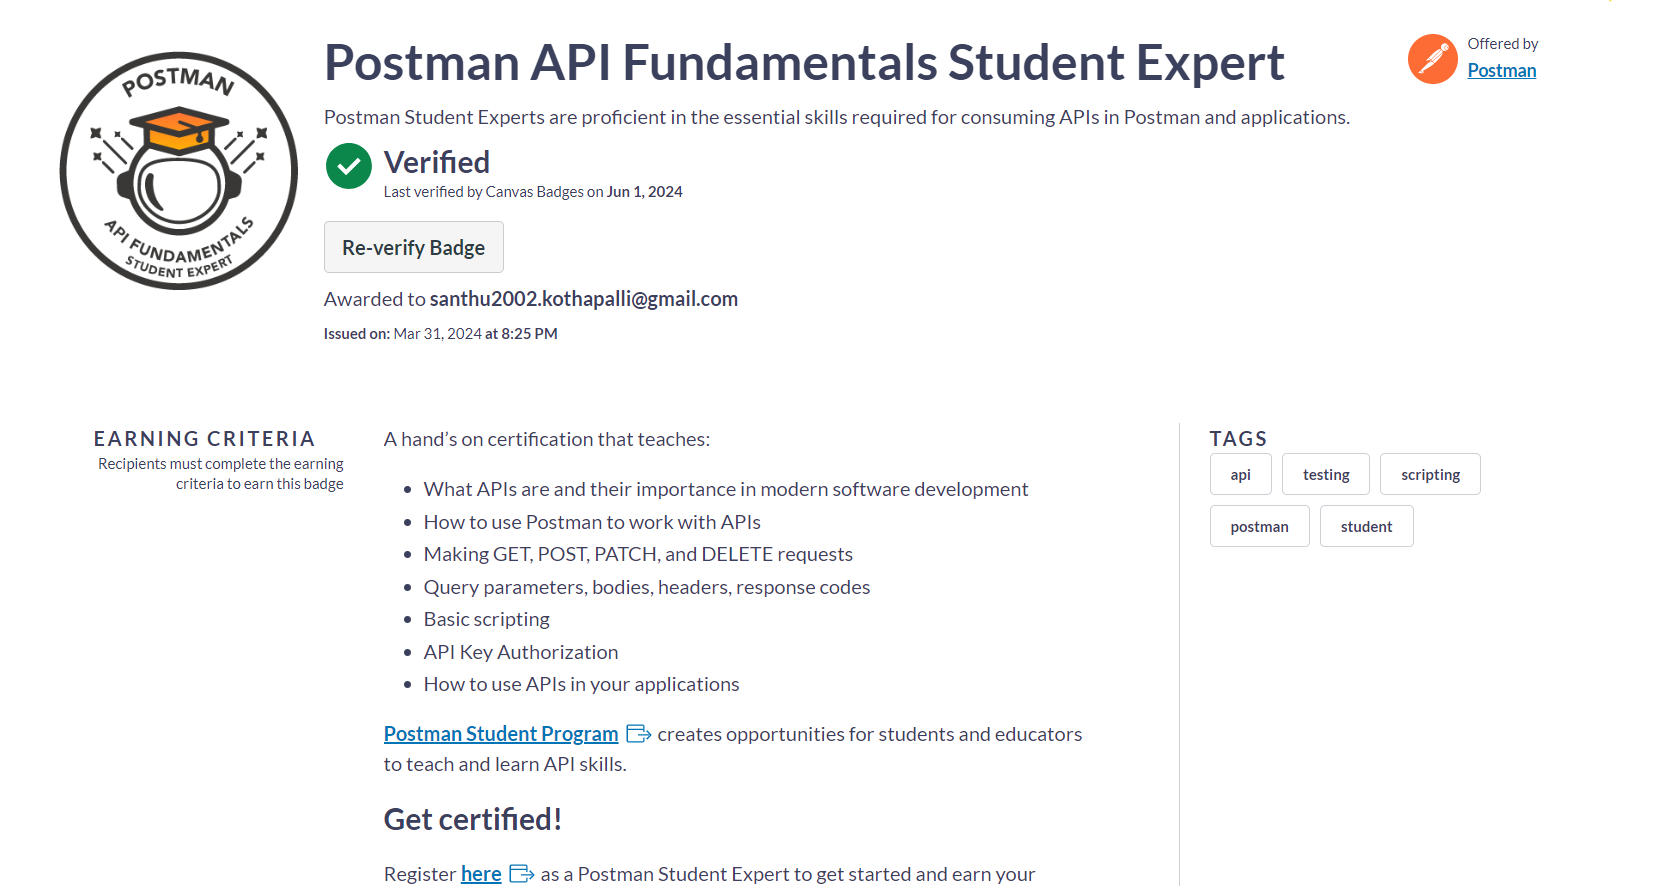 POSTMAN
API FUNDAMENTALS
STUDENT EXPERT
Postman API Fundamentals Student Expert
Offered by
Postman
Postman Student Experts are proficient in the essential skills required for consuming APIs in Postman and applications.
Verified
Last verified by Canvas Badges on Jun 1, 2024
Re-verify Badge
Awarded to santhu2002.kothapalli@gmail.com
Issued on: Mar 31, 2024 at 8:25 PM
EARNING CRITERIA
Recipients must complete the earning
criteria to earn this badge
A hand’s on certification that teaches:
What APIs are and their importance in modern software development
How to use Postman to work with APIs
Making GET, POST, PATCH, and DELETE requests
Query parameters, bodies, headers, response codes
Basic scripting
API Key Authorization
How to use APIs in your applications
Postman Student Program creates opportunities for students and educators
to teach and learn API skills.
Get certified!
Register here as a Postman Student Expert to get started and earn your
TAGS
api testing scripting
postman student